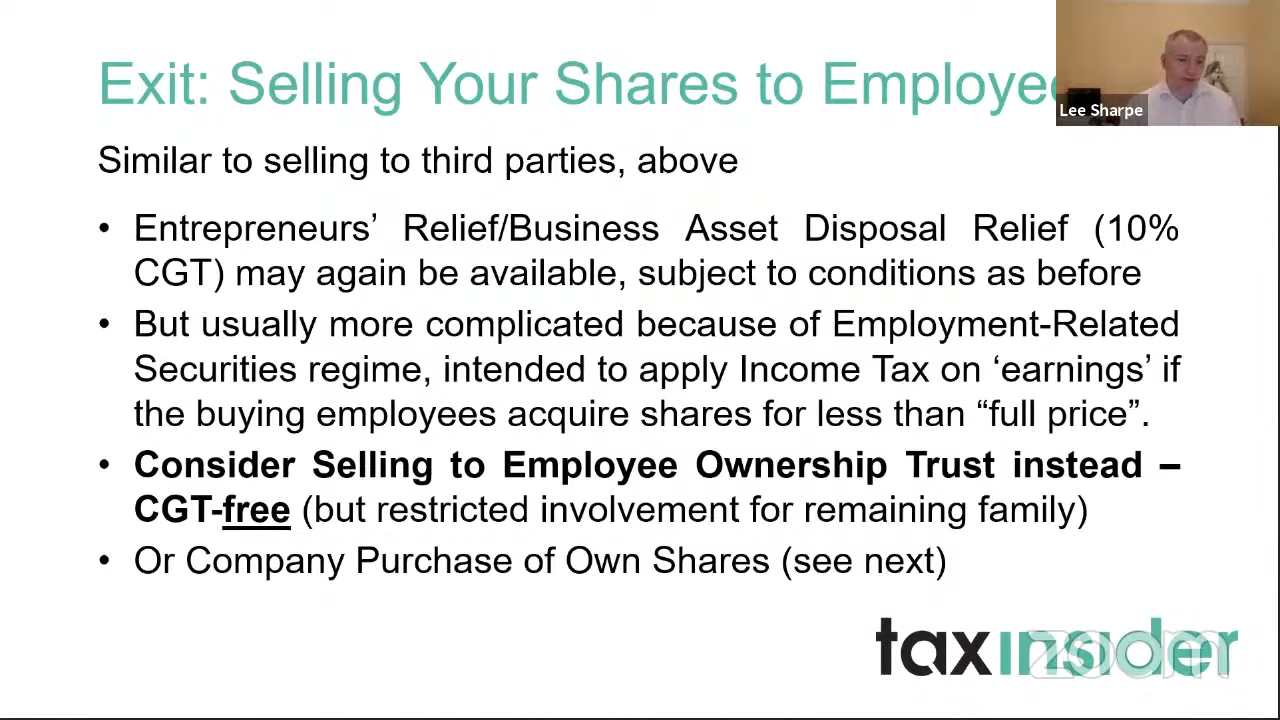 Exit: Selling Your Shares to Employe
Lee Sharpe
Similar to selling to third parties, above
• Entrepreneurs’ Relief/Business Asset Disposal Relief (10%
CGT) may again be available, subject to conditions as before
• But usually more complicated because of Employment-Related
Securities regime, intended to apply Income Tax on ‘earnings’ if
the buying employees acquire shares for less than “full price”.
• Consider Selling to Employee Ownership Trust instead –
CGT-free (but restricted involvement for remaining family)
• Or Company Purchase of Own Shares (see next)
taxinsider
zoom